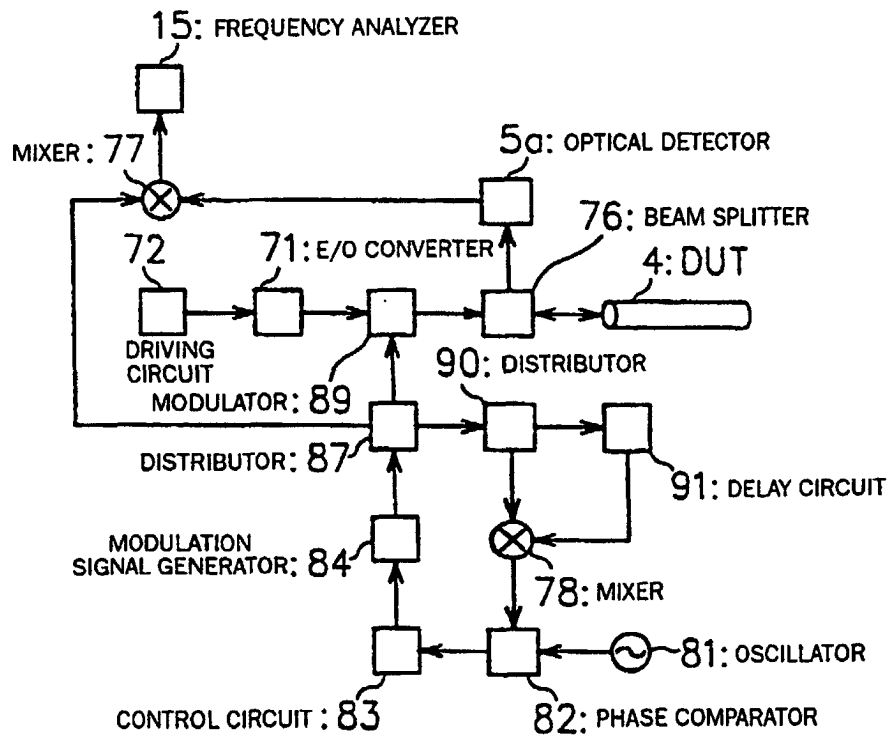 15: FREQUENCY ANALYZER
MIXER: 77
5a: OPTICAL DETECTOR
76: BEAM SPLITTER
72
71: E/O CONVERTER
4: DUT
DRIVING
CIRCUIT
MODULATOR: 89
90: DISTRIBUTOR
DISTRIBUTOR: 87
91: DELAY CIRCUIT
MODULATION
SIGNAL GENERATOR: 84
78: MIXER
81: OSCILLATOR
CONTROL CIRCUIT: 83
82: PHASE COMPARATOR